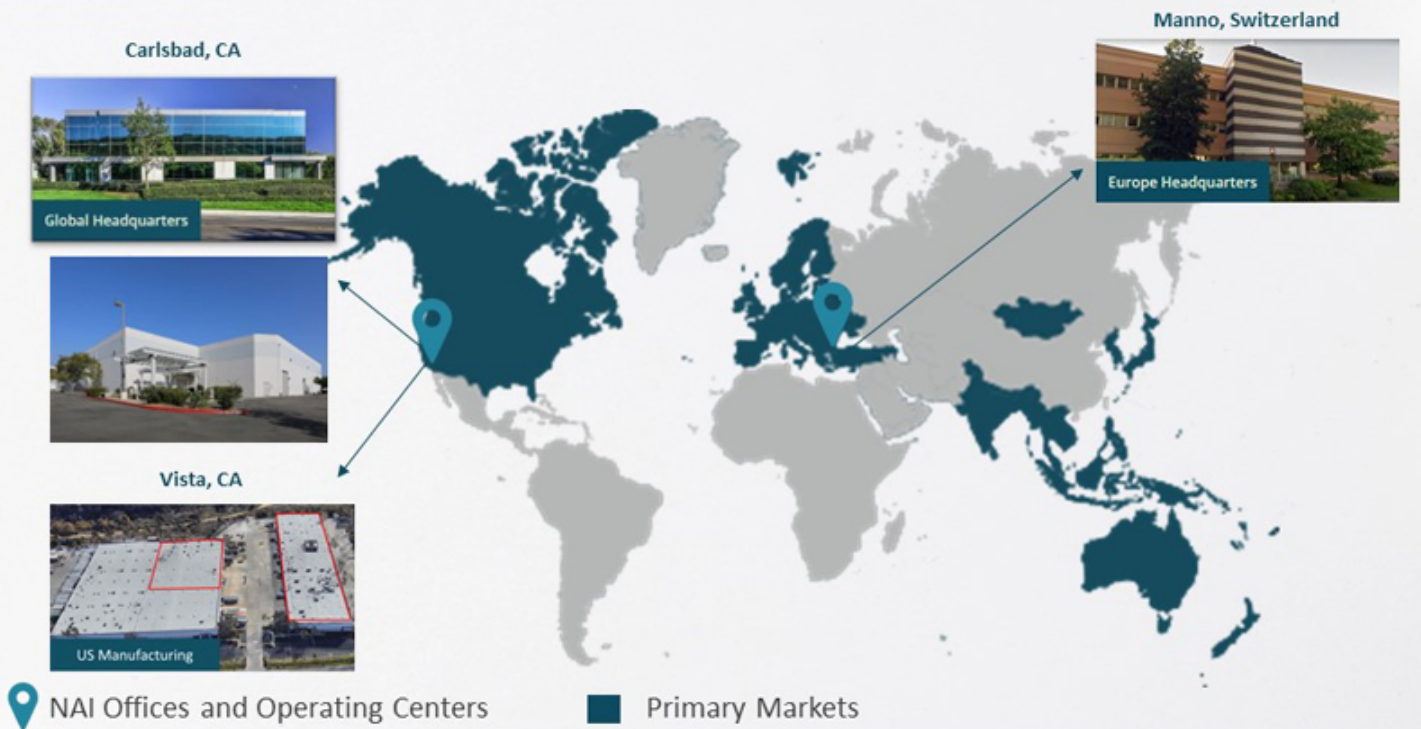 Manno, Switzerland
Carlsbad, CA
Global Headquarters
Europe Headquarters
Vista, CA
US Manufacturing
NAI Offices and Operating Centers
Primary Markets